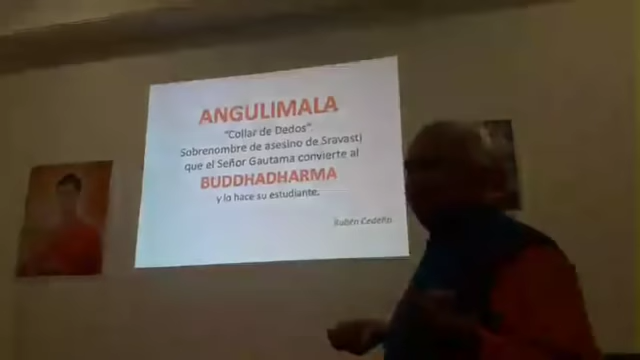 ANGULIMALA
"Collar de Dedos"
Sobrenombre de asesino de Sravasti
que el Señor Gautama convierte al
BUDDHADHARMA
y lo hace su estudiante.
Rubén Cedeño